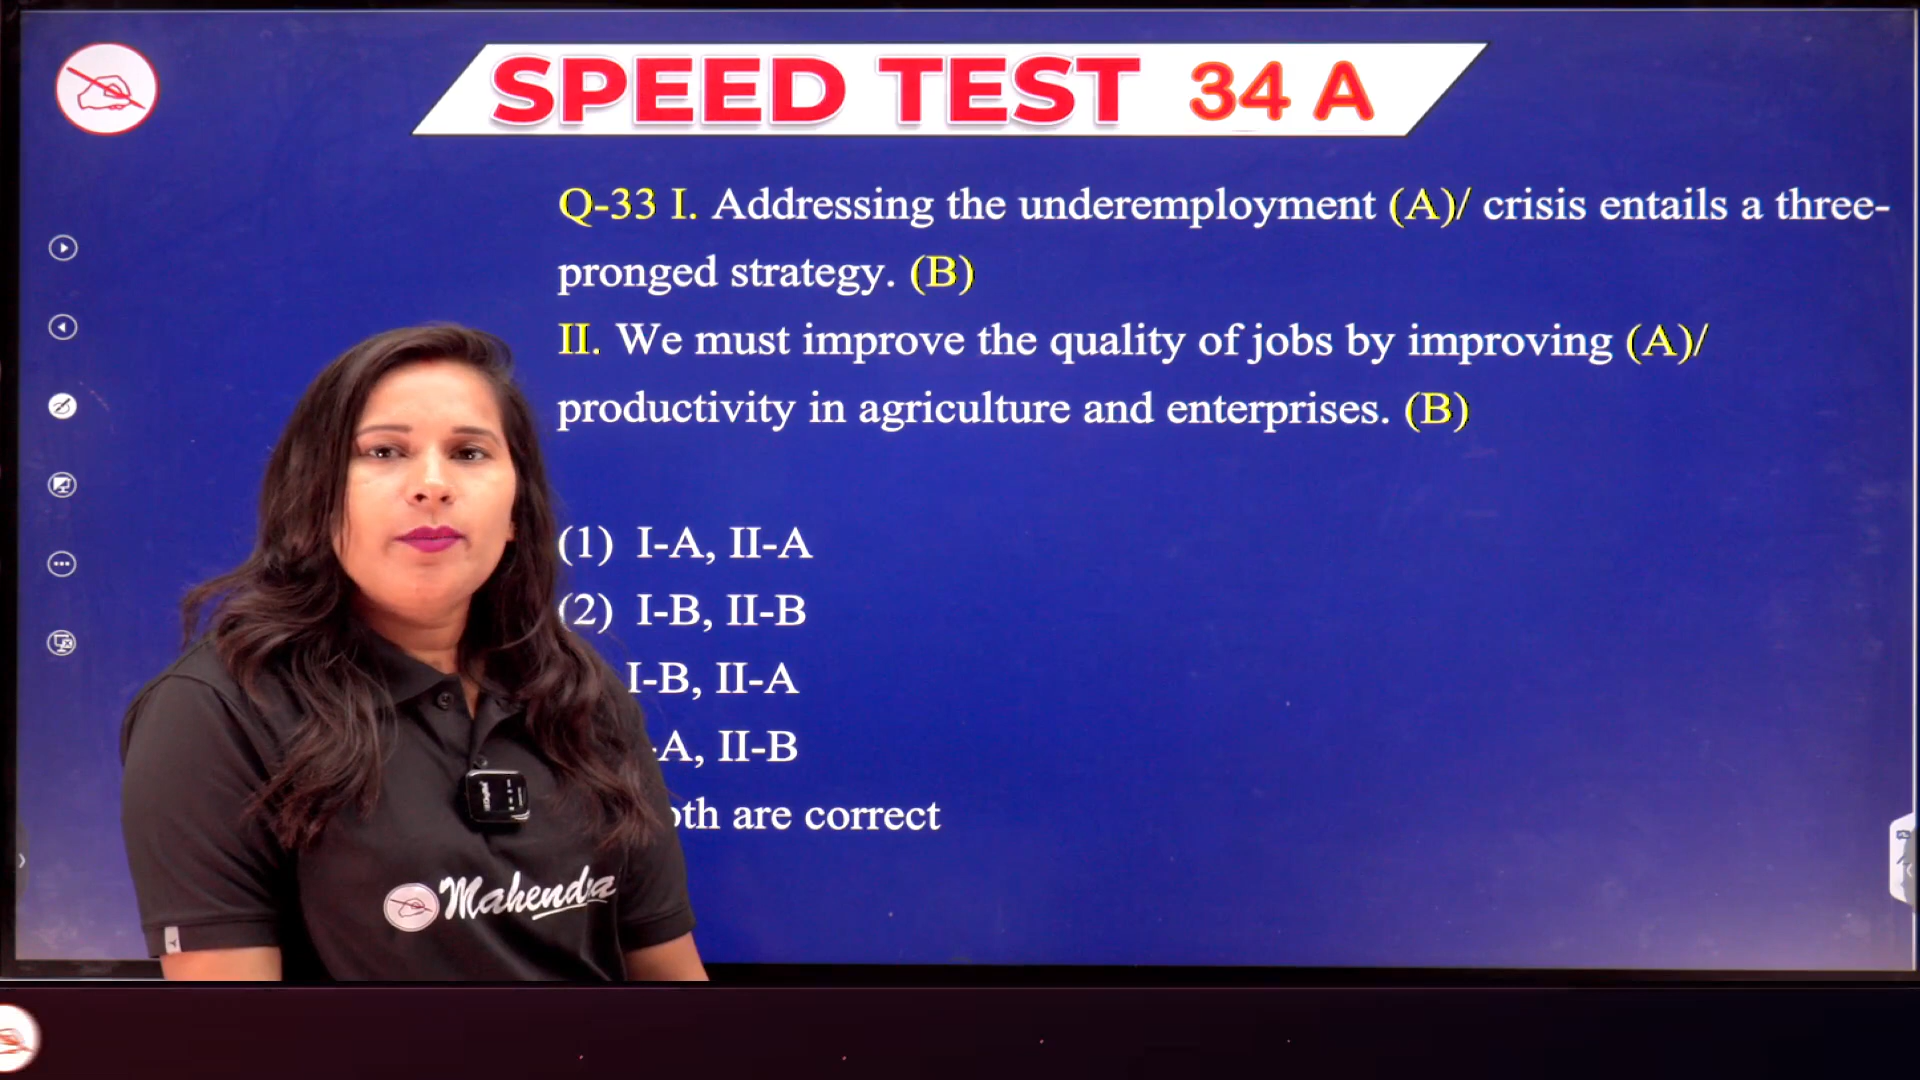 SPEED TEST 34 A
Q-33 I. Addressing the underemployment (A)/ crisis entails a three-
pronged strategy. (B)
II. We must improve the quality of jobs by improving (A)/
productivity in agriculture and enterprises. (B)
(1) I-A, II-A
(2) I-B, II-B
I-B, II-A
-A, II-B
oth are correct
Mahendra